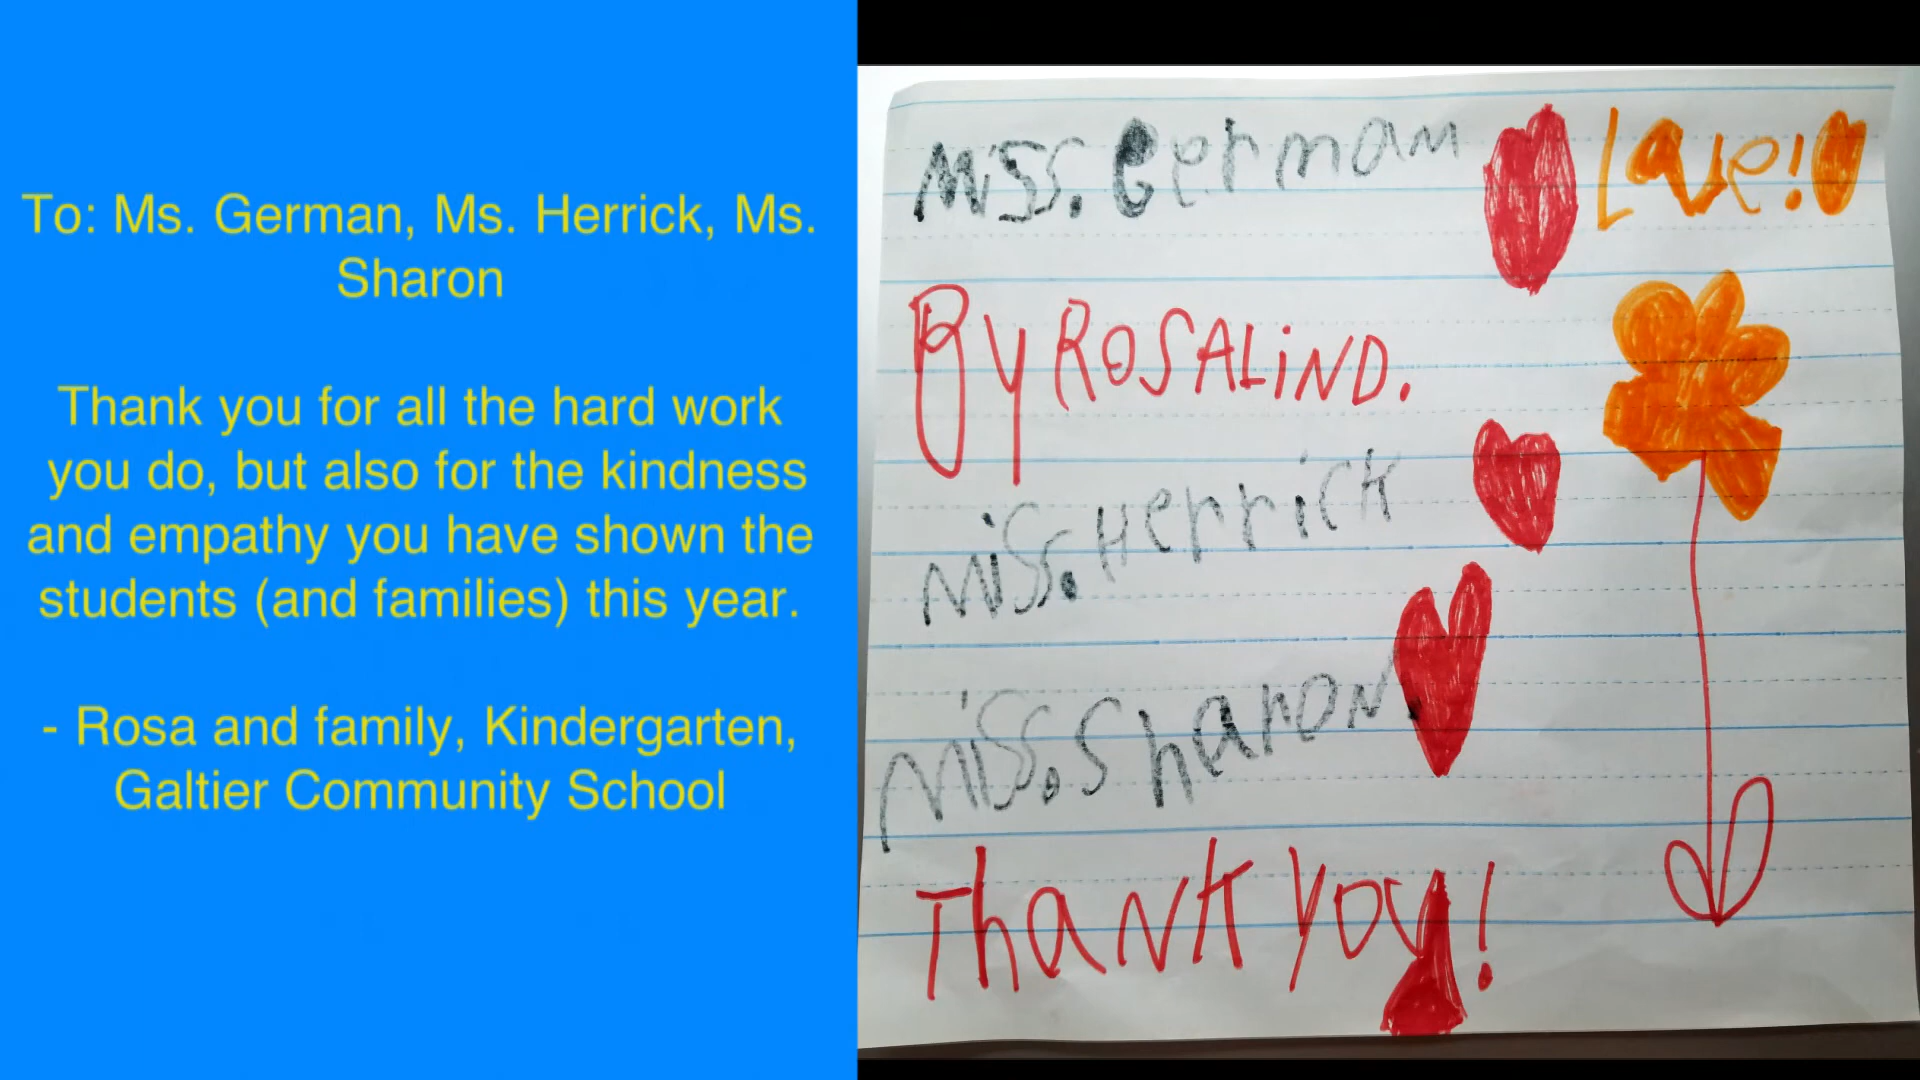 To: Ms. German, Ms. Herrick, Ms.
Sharon
Thank you for all the hard work
you do, but also for the kindness
and empathy you have shown the
students (and families) this year.
- Rosa and family, Kindergarten,
Galtier Community School
Miss. German Love!
By ROSALiND.
Miss. Herrick
Miss. Sharon
Thank you!